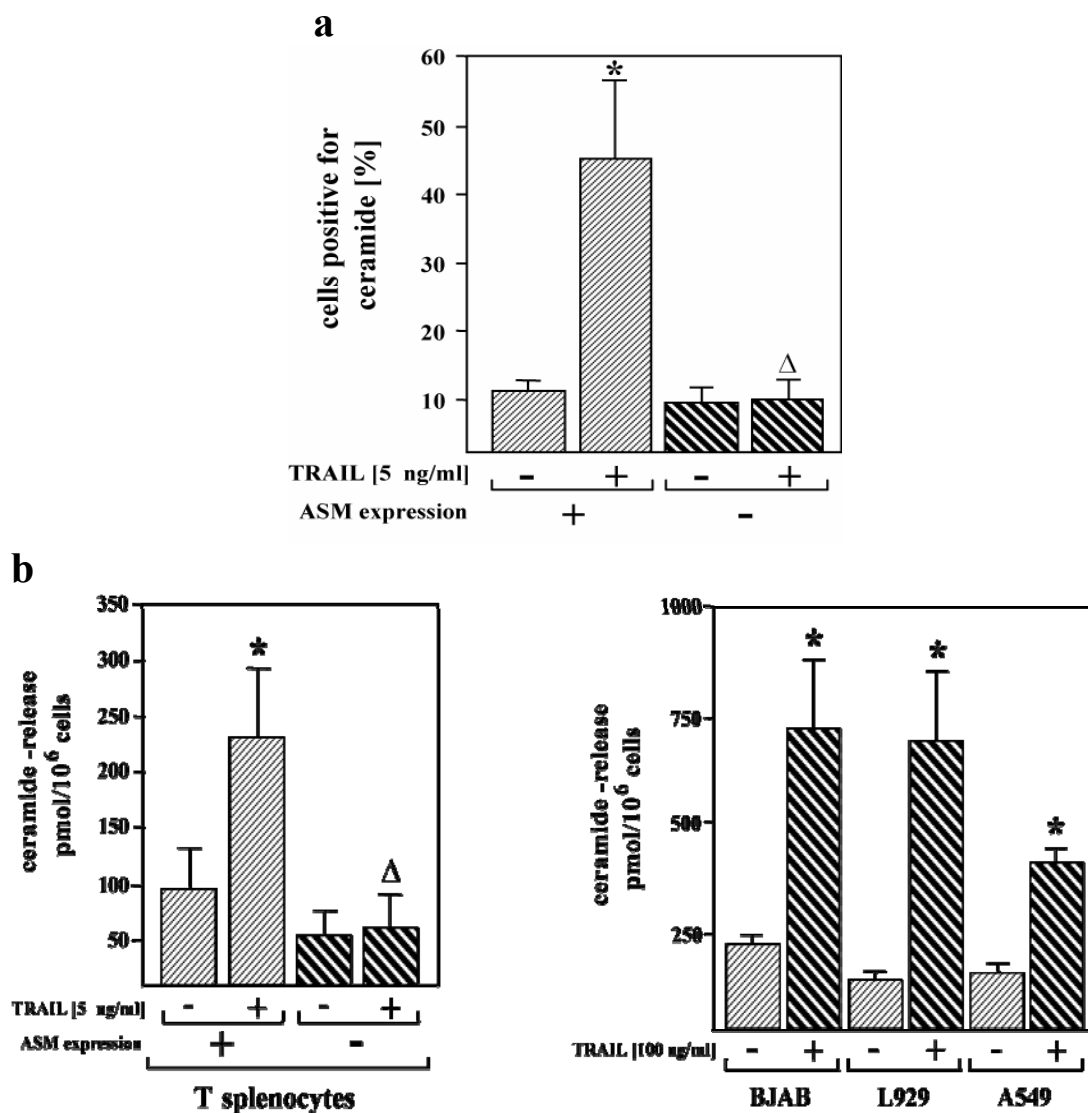 a
60
50
40
30
20
10
cells positive for
ceramide [%]
*
Δ
TRAIL [5 ng/ml] - + - +
ASM expression + -
b
350
300
250
200
150
100
50
ceramide -release
pmol/10⁶ cells
*
Δ
TRAIL [5 ng/ml] - + - +
ASM expression + -
T splenocytes
1000
750
500
250
ceramide -release
pmol/10⁶ cells
* * *
TRAIL [100 ng/ml] - + - + - +
BJAB L929 A549